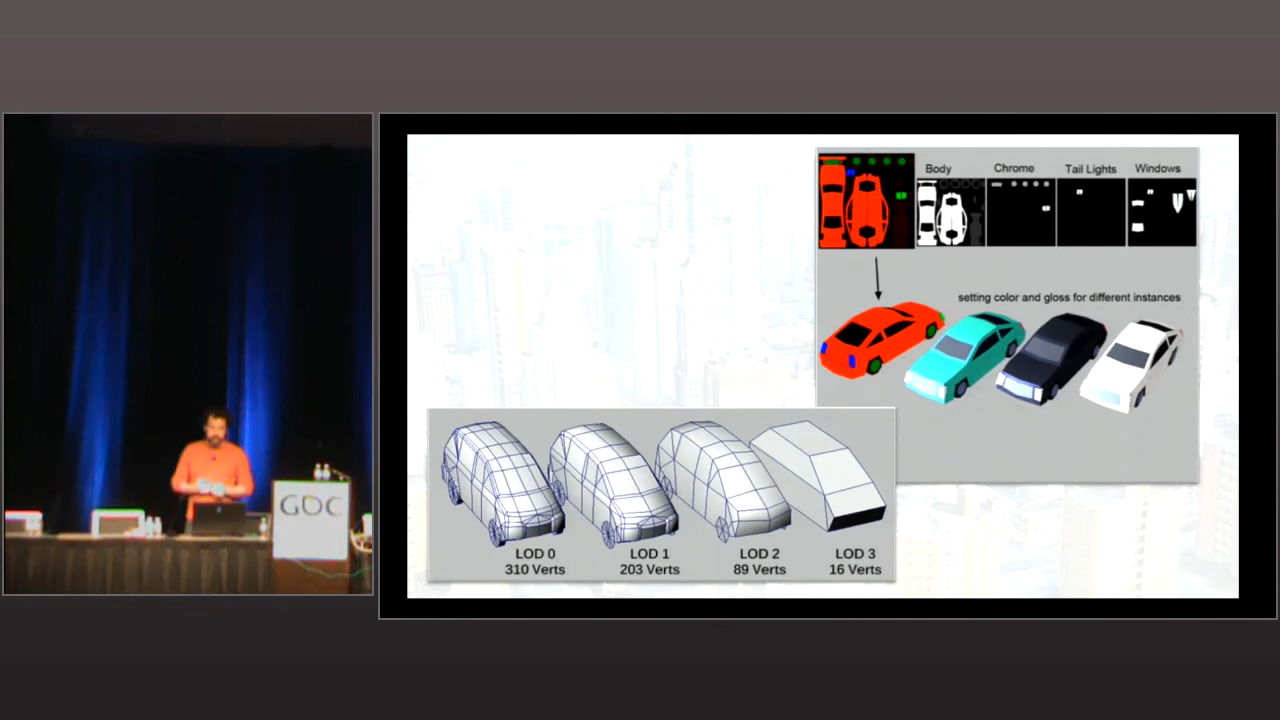 Body Chrome Tail Lights Windows
setting color and gloss for different instances
LOD 0 LOD 1 LOD 2 LOD 3
310 Verts 203 Verts 89 Verts 16 Verts
GDC